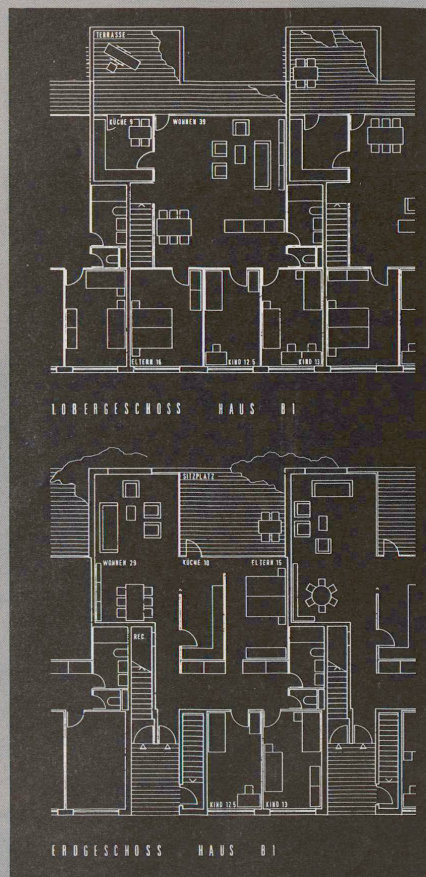 TERRASSE
KÜCHE 9
WOHNEN 39
ELTERN 16
KIND 12 5
KIND 13
1.OBERGESCHOSS HAUS B1
SITZPLATZ
WOHNEN 29
KÜCHE 10
ELTERN 15
REC.
KIND 12 5
KIND 13
ERDGESCHOSS HAUS B1